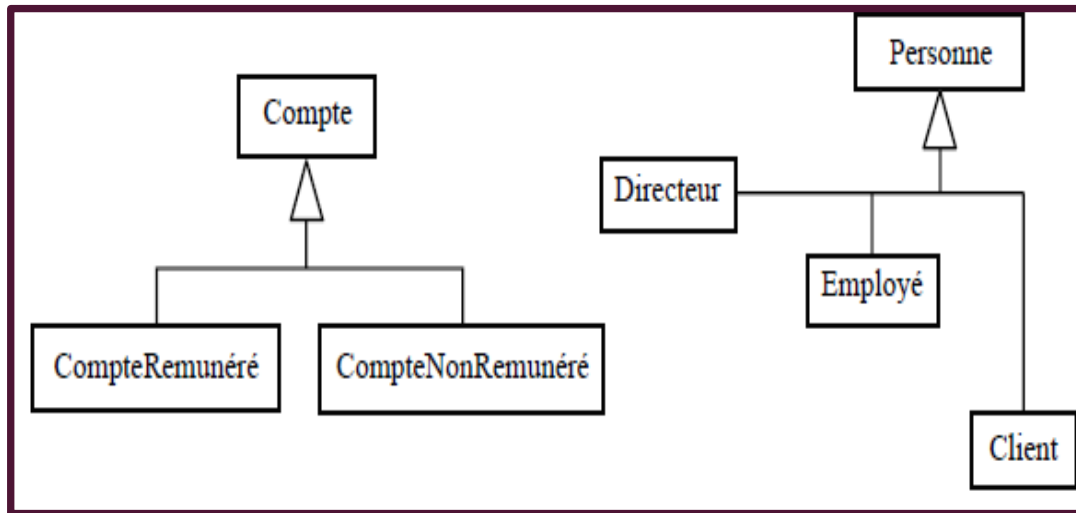 Personne
Compte
Directeur
Employé
CompteRemunéré
CompteNonRemunéré
Client